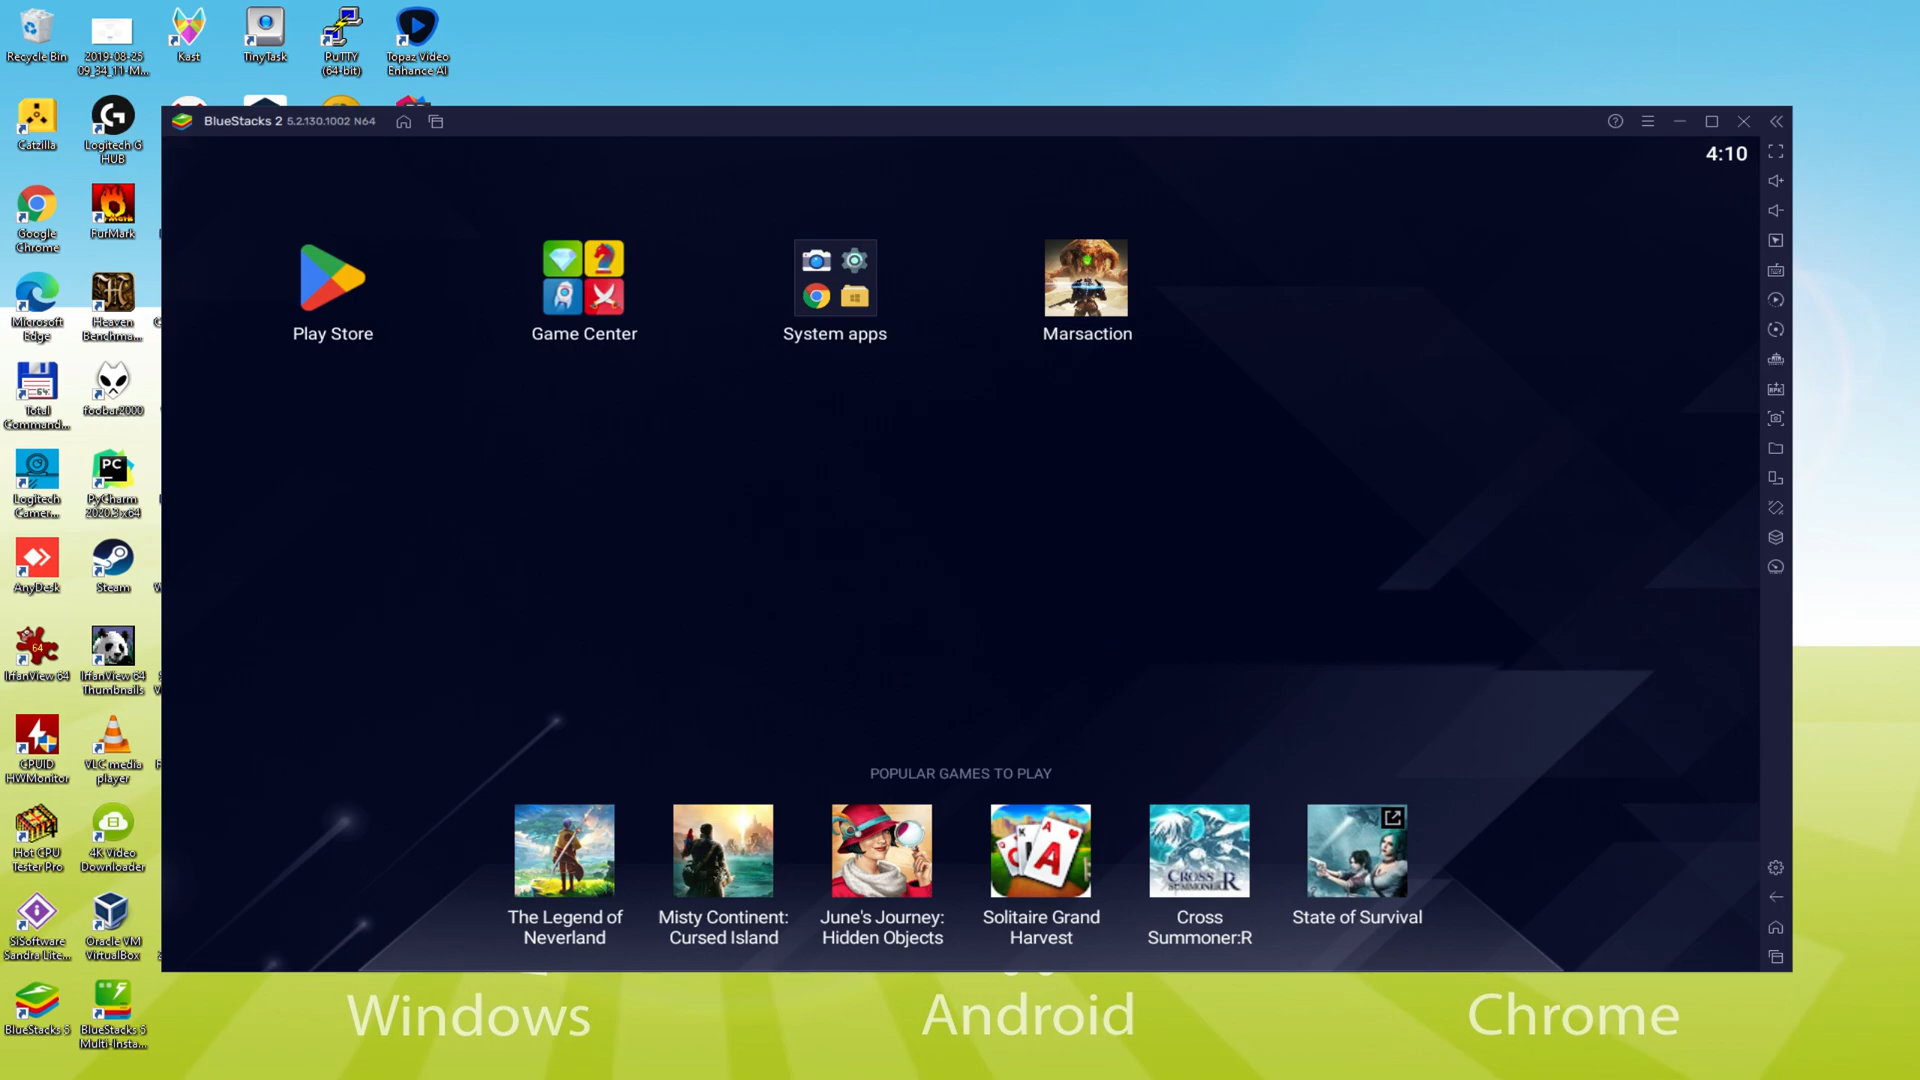 Recycle Bin
2019-08-25
09_34_11-M...
Kast
TinyTask
PuTTY
(64-bit)
Topaz Video
Enhance AI
Catzilla
Logitech G
HUB
Google
Chrome
FurMark
Microsoft
Edge
Heaven
Benchma...
Total
Command...
foobar2000
Logitech
Camer...
PC
PyCharm
2020.3 x64
AnyDesk
Steam
64
IrfanView 64
IrfanView 64
Thumbnails
CPUID
HWMonitor
VLC media
player
Hot CPU
Tester Pro
4K Video
Downloader
SiSoftware
Sandra Lite...
Oracle VM
VirtualBox
BlueStacks 5
BlueStacks 5
Multi-Insta...
BlueStacks 2 5.2.130.1002 N64
4:10
Play Store
Game Center
System apps
Marsaction
POPULAR GAMES TO PLAY
The Legend of
Neverland
Misty Continent:
Cursed Island
June's Journey:
Hidden Objects
Solitaire Grand
Harvest
CROSS
SUMMONER:R
Cross
Summoner:R
State of Survival
Windows
Android
Chrome